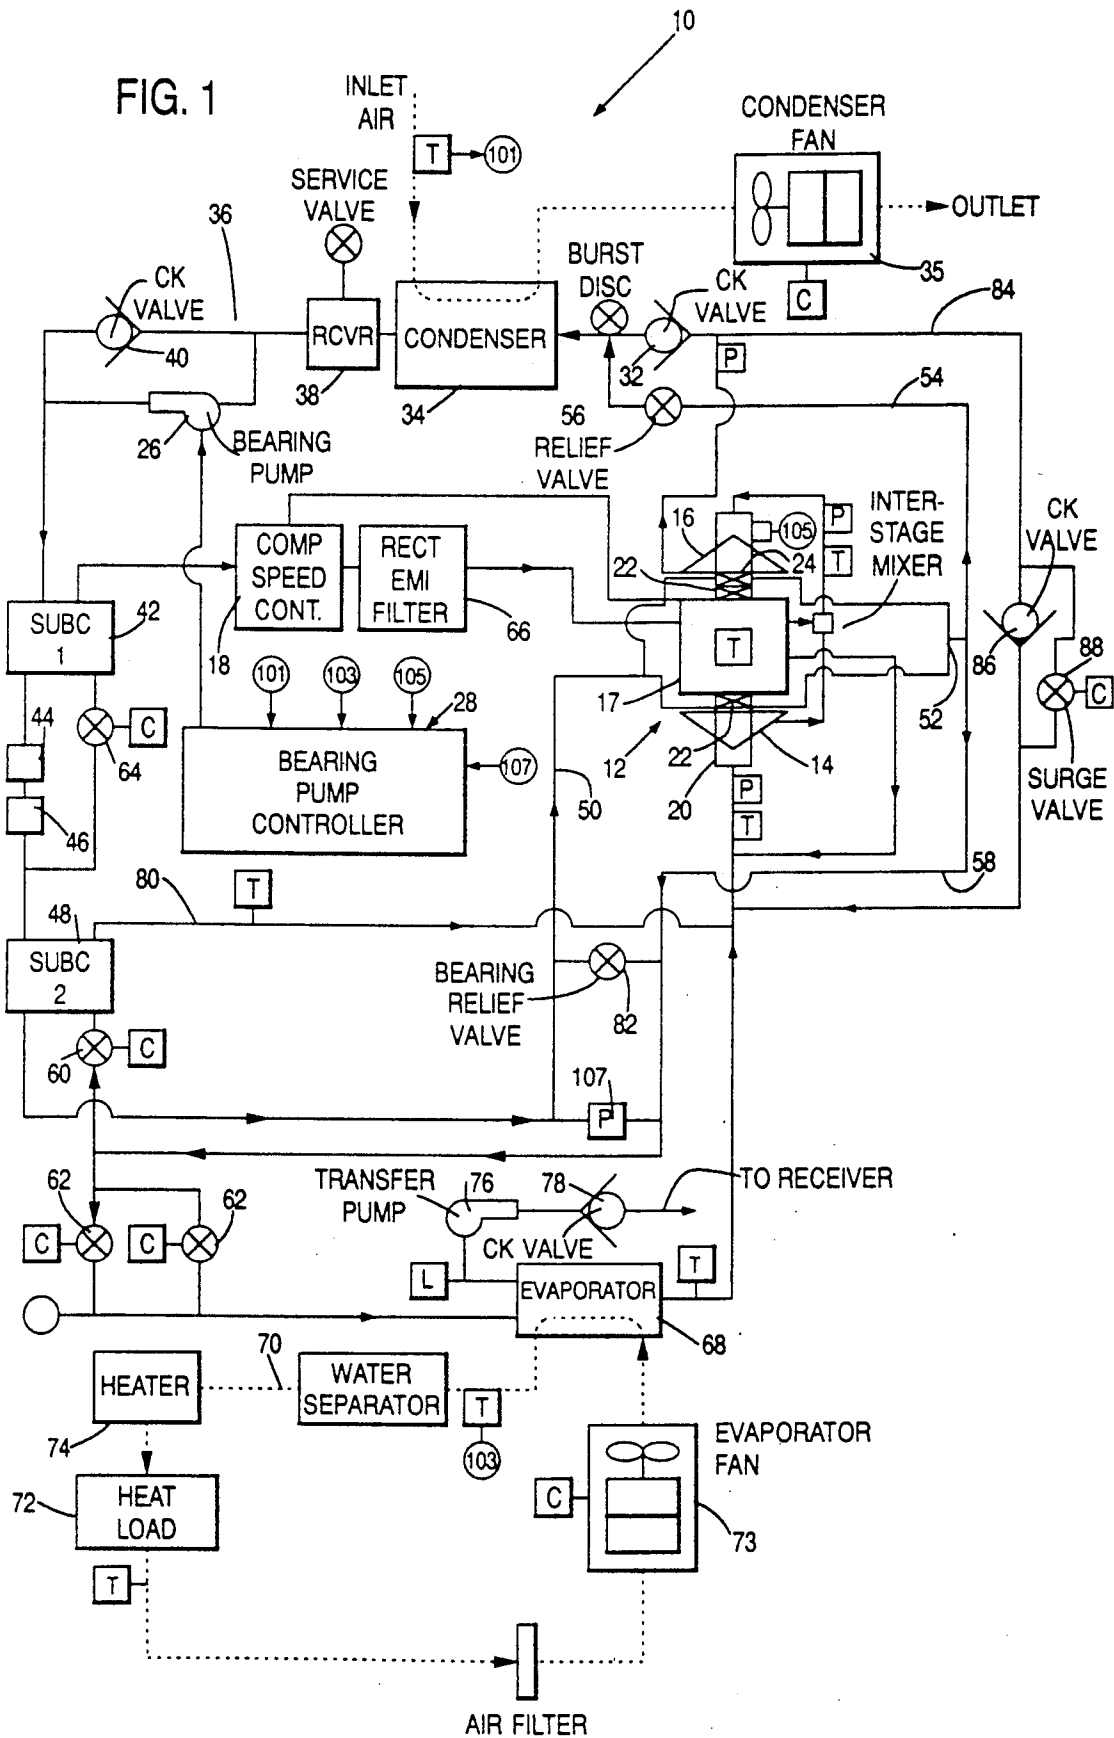 10
FIG. 1
INLET
AIR
T
101
CONDENSER
FAN
OUTLET
35
C
SERVICE
VALVE
36
CK
VALVE
40
RCVR
38
CONDENSER
34
BURST
DISC
CK
VALVE
32
P
84
54
56
RELIEF
VALVE
26
BEARING
PUMP
COMP
SPEED
CONT.
18
RECT
EMI
FILTER
66
16
105
24
22
P
T
INTER-
STAGE
MIXER
CK
VALVE
86
88
C
SURGE
VALVE
SUBC
1
42
T
17
52
101
103
105
28
BEARING
PUMP
CONTROLLER
107
44
46
64
C
12
22
14
20
50
P
T
58
80
T
48
SUBC
2
60
C
BEARING
RELIEF
VALVE
82
107
P
TRANSFER
PUMP
76
78
CK VALVE
TO RECEIVER
62
C
C
62
L
EVAPORATOR
68
T
HEATER
74
70
WATER
SEPARATOR
T
103
72
HEAT
LOAD
T
EVAPORATOR
FAN
C
73
AIR FILTER